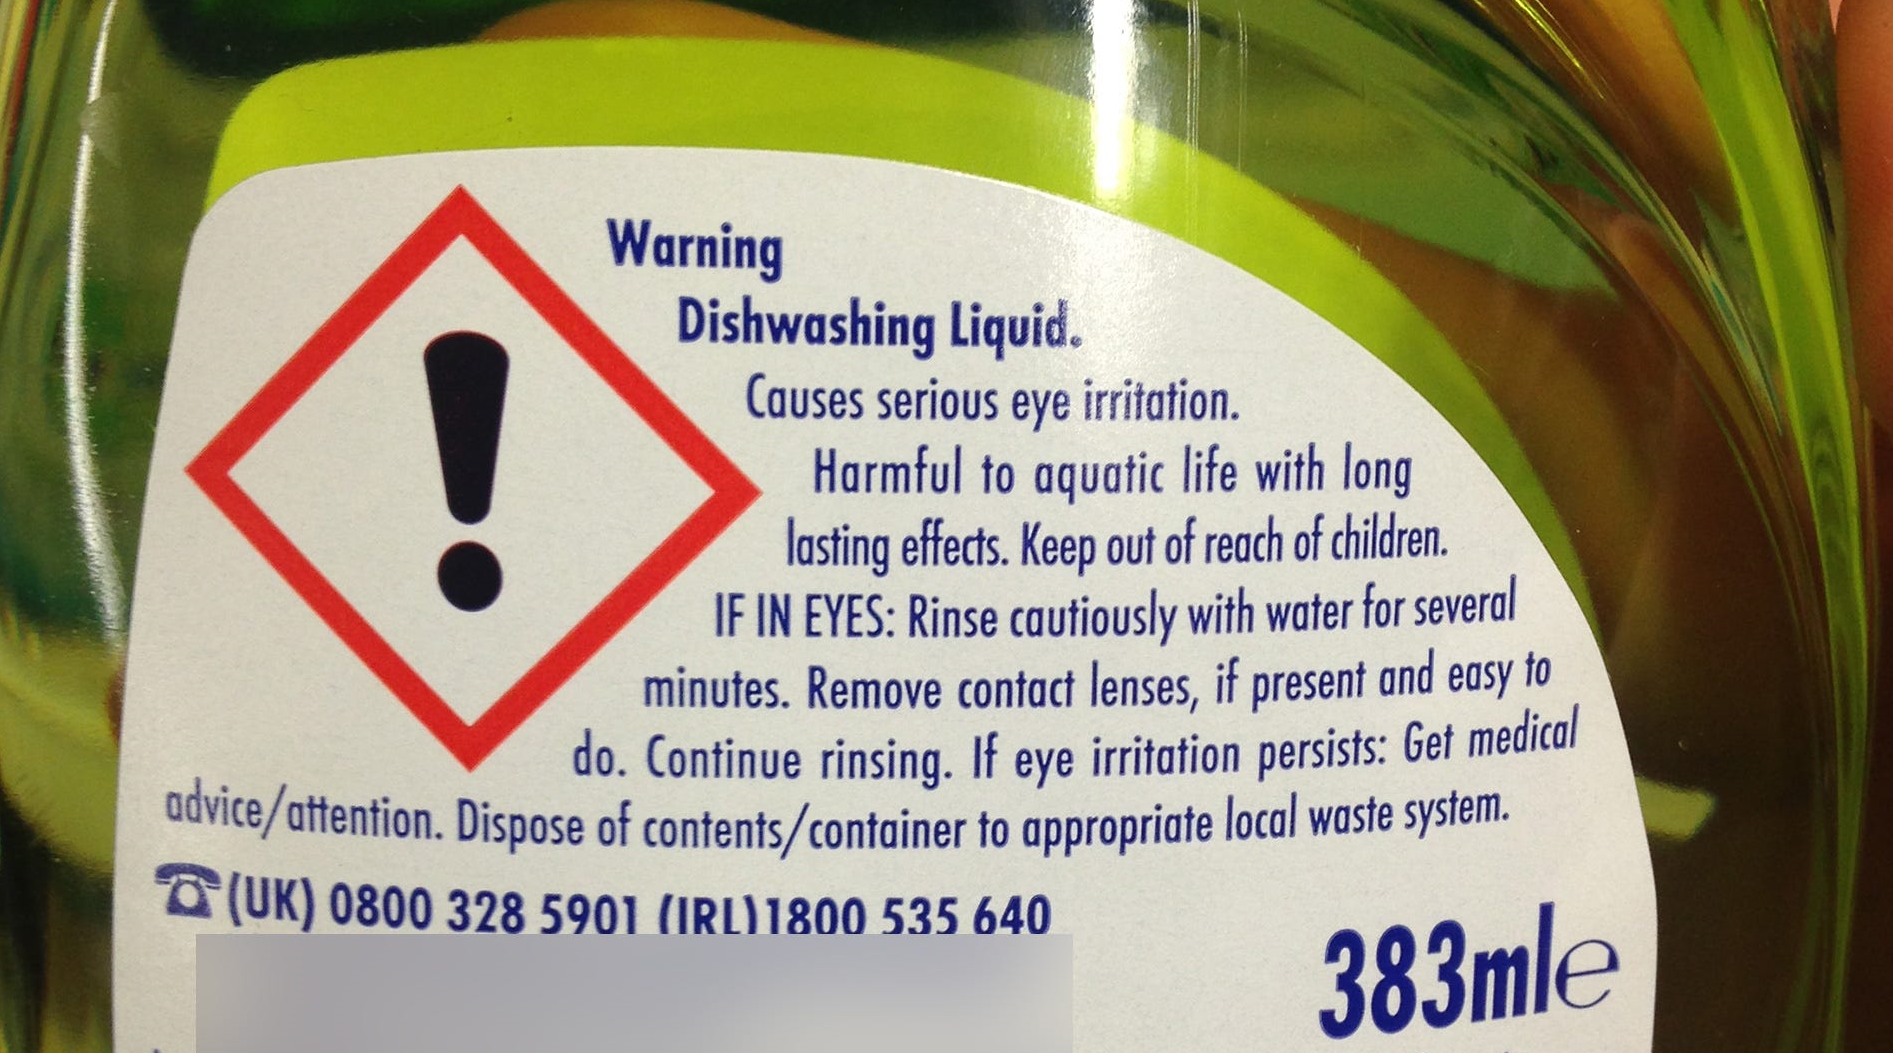 Warning
Dishwashing Liquid.
Causes serious eye irritation.
Harmful to aquatic life with long
lasting effects. Keep out of reach of children.
IF IN EYES: Rinse cautiously with water for several
minutes. Remove contact lenses, if present and easy to
do. Continue rinsing. If eye irritation persists: Get medical
advice/attention. Dispose of contents/container to appropriate local waste system.
☎(UK) 0800 328 5901 (IRL)1800 535 640
383ml℮